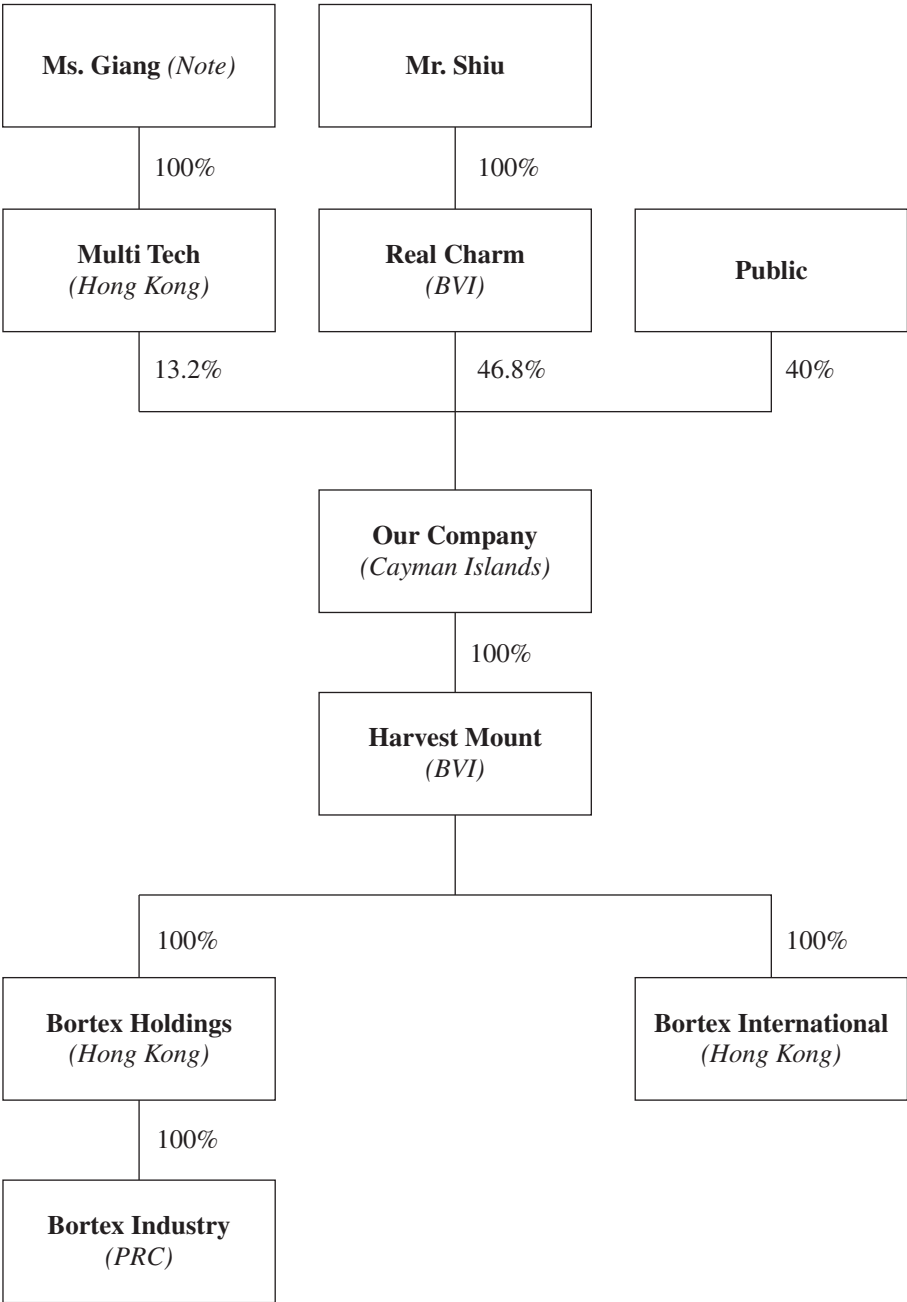 Ms. Giang (Note)
Mr. Shiu
100%
100%
Multi Tech
(Hong Kong)
Real Charm
(BVI)
Public
13.2%
46.8%
40%
Our Company
(Cayman Islands)
100%
Harvest Mount
(BVI)
100%
100%
Bortex Holdings
(Hong Kong)
Bortex International
(Hong Kong)
100%
Bortex Industry
(PRC)